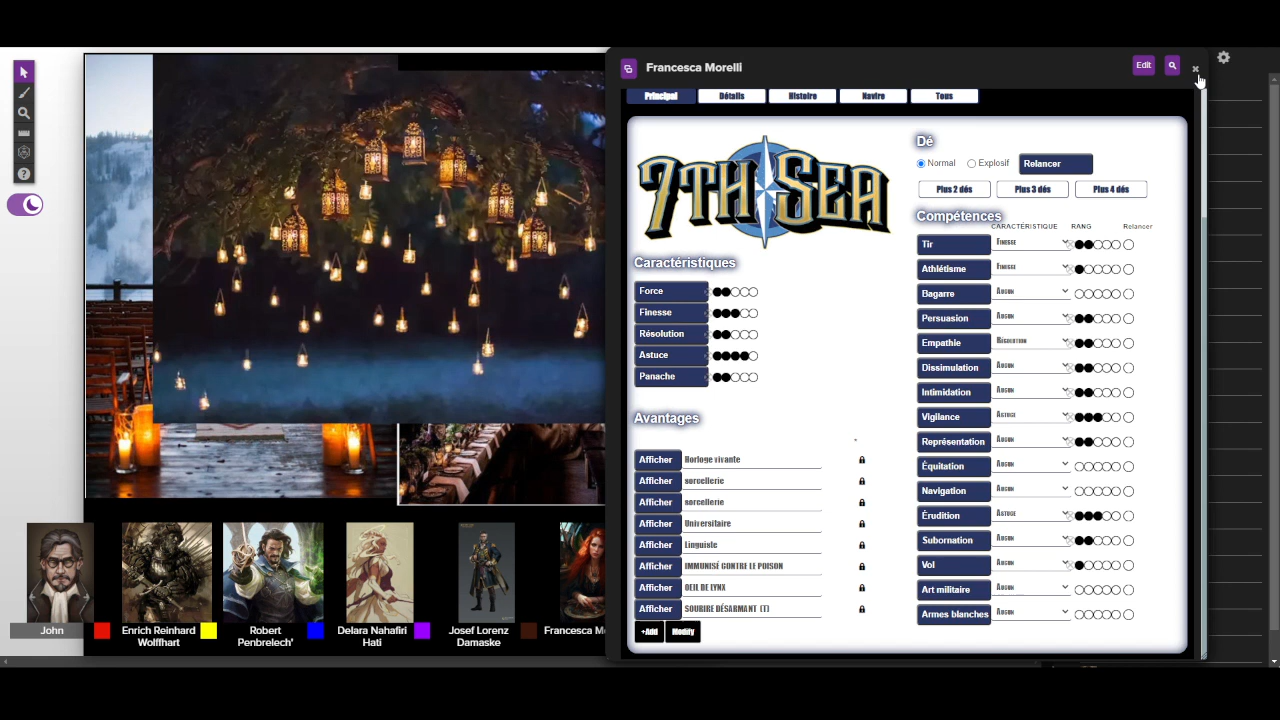 Francesca Morelli
Edit
Principal
Détails
Histoire
Navire
Tous
7TH SEA
Caractéristiques
Force
Finesse
Résolution
Astuce
Panache
Avantages
Afficher Horloge vivante
Afficher sorcellerie
Afficher sorcellerie
Afficher Universitaire
Afficher Linguiste
Afficher IMMUNISÉ CONTRE LE POISON
Afficher OEIL DE LYNX
Afficher SOURIRE DÉSARMANT (T)
+Add Modify
Dé
Normal Explosif Relancer
Plus 2 dés Plus 3 dés Plus 4 dés
Compétences
CARACTÉRISTIQUE RANG Relancer
Tir Finesse
Athlétisme Finesse
Bagarre Aucun
Persuasion Aucun
Empathie Résolution
Dissimulation Aucun
Intimidation Aucun
Vigilance Astuce
Représentation Aucun
Équitation Aucun
Navigation Aucun
Érudition Astuce
Subornation Aucun
Vol Aucun
Art militaire Aucun
Armes blanches Aucun
John
Enrich Reinhard
Wolffhart
Robert
Penbrelech'
Delara Nahafiri
Hati
Josef Lorenz
Damaske
Francesca Mo